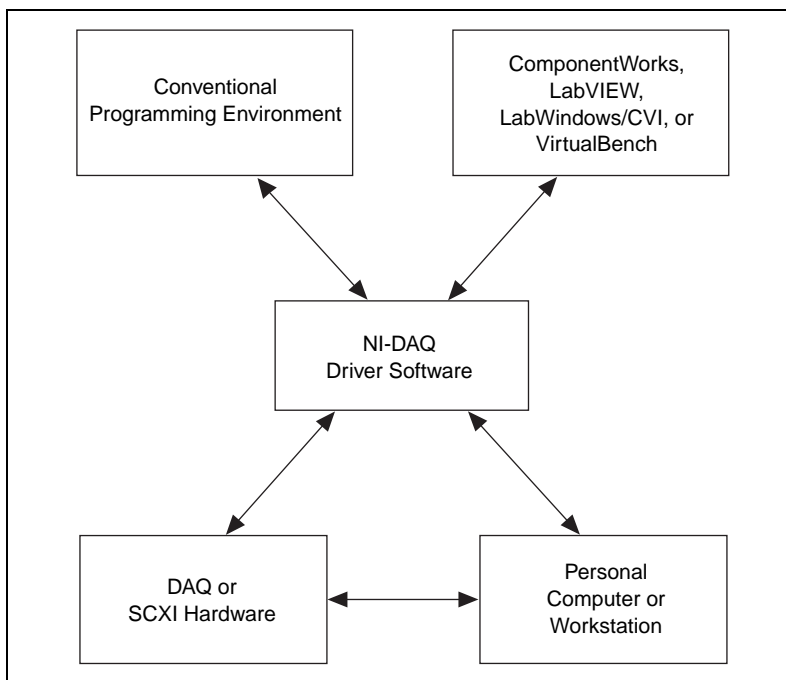 Conventional
Programming Environment
ComponentWorks,
LabVIEW,
LabWindows/CVI, or
VirtualBench
NI-DAQ
Driver Software
DAQ or
SCXI Hardware
Personal
Computer or
Workstation